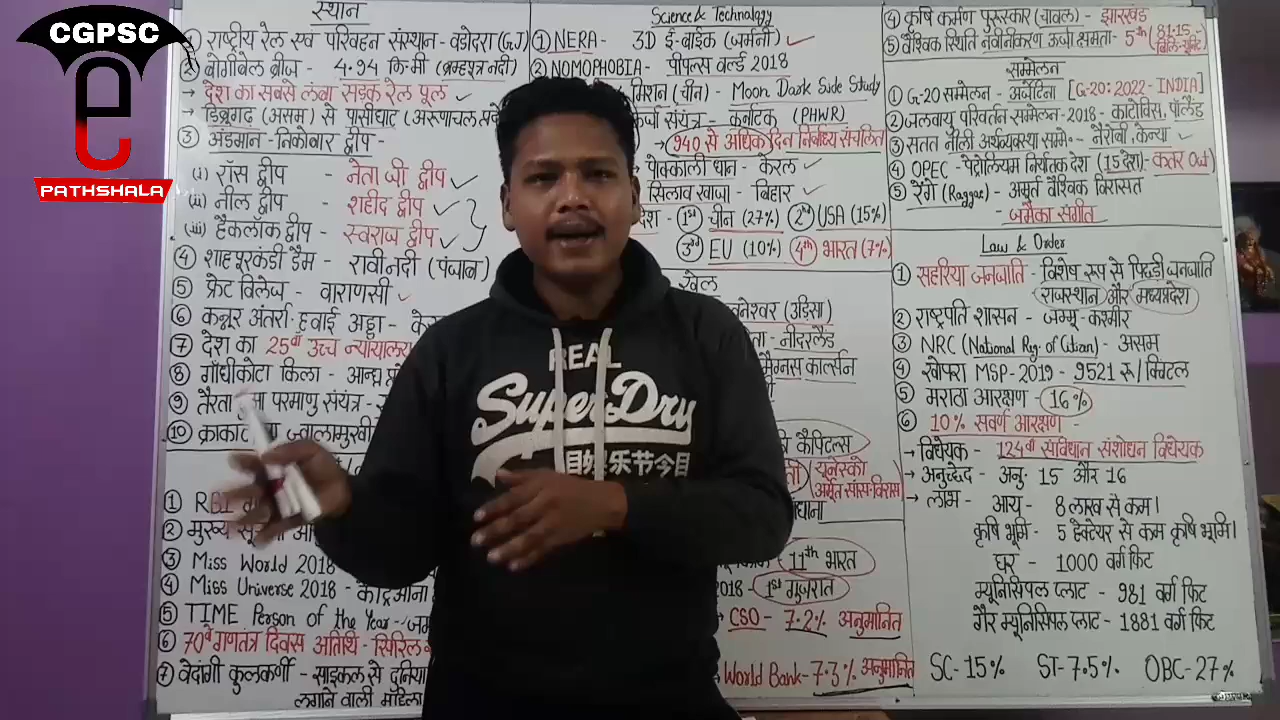 CGPSC
e
PATHSHALA
स्थान
① राष्ट्रीय रेल एवं परिवहन संस्थान - वडोदरा (GJ)
② बोगीबेल ब्रीज - 4.94 कि·मी (ब्रम्हपुत्र नदी)
→ देश का सबसे लंबा सड़क रेल पूल
→ डिब्रूगढ़ (असम) से पासीघाट (अरूणाचल
③ अंडमान - निकोबार द्वीप -
(i) रॉस द्वीप - नेता जी द्वीप
(ii) नील द्वीप - शहीद द्वीप
(iii) हैवलॉक द्वीप - स्वराज द्वीप
④ शाहपूरकंडी डैम - रावी नदी (पंजाब)
⑤ क्रेट विलेज - वाराणसी
⑥ कन्नूर अंतर्रा· हवाई अड्डा -
⑦ देश का 25वां उच्च न्यायालय
⑧ गाँधीकोटा किला -
⑨ तैरता परमाणु संयंत्र -
⑩ ज्वालामुखी
① RBI
② मुख्य
③ Miss World 2018
④ Miss Universe 2018 -
⑤ TIME Person of the Year -
⑥ 70वां गणतंत्र दिवस अतिथि -
⑦ वेदांगी कुलकर्णी - साइकल से दुनिया
लगाने वाली महिला
Science & Technology
① NERA - 3D ई-बाईक (जर्मनी)
② NOMOPHOBIA - पीपल्स वर्ल्ड 2018
मिशन (चीन) - Moon Dark Side Study
संयंत्र - कर्नाटक (PHWR)
→ 940 से अधिक दिन निर्बाध्य संचालित
पोक्काली धान - केरल
सिलाव खाजा - बिहार
देश - 1st चीन (27%) 2nd USA (15%)
3rd EU (10%) 4th भारत (7%)
खेल
(उड़िसा)
नीदरलैंड
मैग्नस कार्लसन
कैपिटल्स
यूनेस्को
11th भारत
2018 - 1st गुजरात
CSO - 7.2% अनुमानित
World Bank - 7.3% अनुमानित
④ कृषि कर्मण पुरूस्कार (चावल) - झारखंड
⑤ वैश्विक स्थिति नवीनीकरण ऊर्जा क्षमता - 5th (81.15
सम्मेलन
① G-20 सम्मेलन - अर्जेंटिना [G-20: 2022 - INDIA]
② जलवायु परिवर्तन सम्मेलन-2018 - काटोविस, पॉलैंड
③ सतत नीली अर्थव्यवस्था सम्मे· - नैरोबी, केन्या
④ OPEC - पेट्रोलियम निर्यातक देश (15 देश) - कतर Out
⑤ रैगे (Raggae) - अमूर्त वैश्विक विरासत
- जमैका संगीत
Law & Order
① सहरिया जनजाति - विशेष रूप से पिछड़ी जनजाति
राजस्थान और मध्यप्रदेश
② राष्ट्रपति शासन - जम्मू-कश्मीर
③ NRC (National Reg. of Citizen) - असम
④ खोपरा MSP-2019 - 9521 रू/क्विंटल
⑤ मराठा आरक्षण - 16%
⑥ 10% सवर्ण आरक्षण -
→ विधेयक - 124वां संविधान संशोधन विधेयक
→ अनुच्छेद - अनु· 15 और 16
→ लाभ - आयु - 8 लाख से कम।
कृषि भूमि - 5 हेक्टेयर से कम कृषि भूमि।
घर - 1000 वर्ग फिट
म्यूनिसिपल प्लाट - 981 वर्ग फिट
गैर म्यूनिसिपल प्लाट - 1881 वर्ग फिट
SC-15% ST-7.5% OBC-27%
REAL
SuperDry